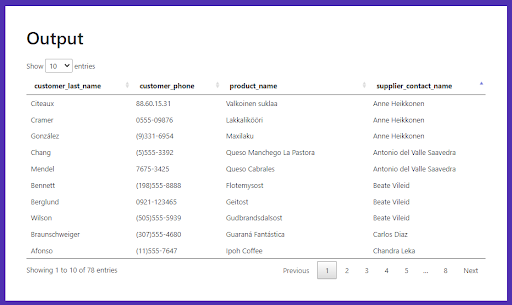 Output
Show 10 entries
customer_last_name customer_phone product_name supplier_contact_name
Citeaux 88.60.15.31 Valkoinen suklaa Anne Heikkonen
Cramer 0555-09876 Lakkalikööri Anne Heikkonen
González (9)331-6954 Maxilaku Anne Heikkonen
Chang (5)555-3392 Queso Manchego La Pastora Antonio del Valle Saavedra
Mendel 7675-3425 Queso Cabrales Antonio del Valle Saavedra
Bennett (198)555-8888 Flotemysost Beate Vileid
Berglund 0921-123465 Geitost Beate Vileid
Wilson (505)555-5939 Gudbrandsdalsost Beate Vileid
Braunschweiger (307)555-4680 Guaraná Fantástica Carlos Diaz
Afonso (11)555-7647 Ipoh Coffee Chandra Leka
Showing 1 to 10 of 78 entries Previous 1 2 3 4 5 ... 8 Next